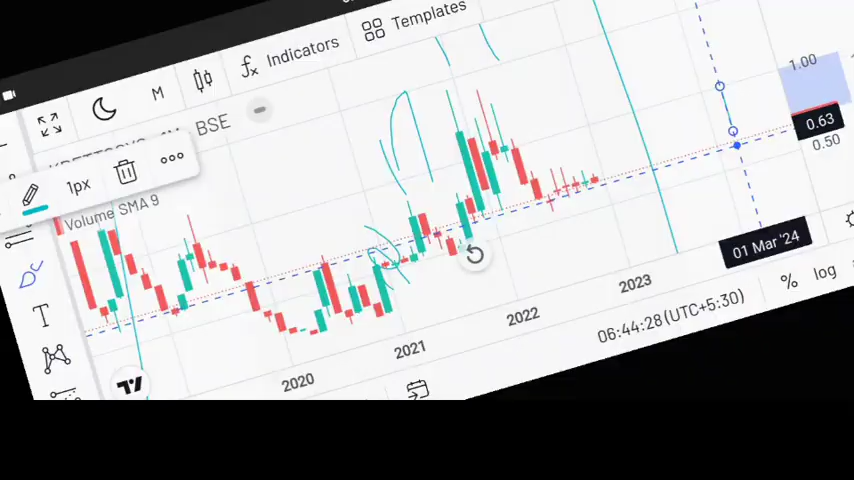 Templates
Indicators
fx
M
BSE
1px
Volume SMA 9
1.00
0.63
0.50
01 Mar '24
2020
2021
2022
2023
06:44:28 (UTC+5:30)
%
log
T